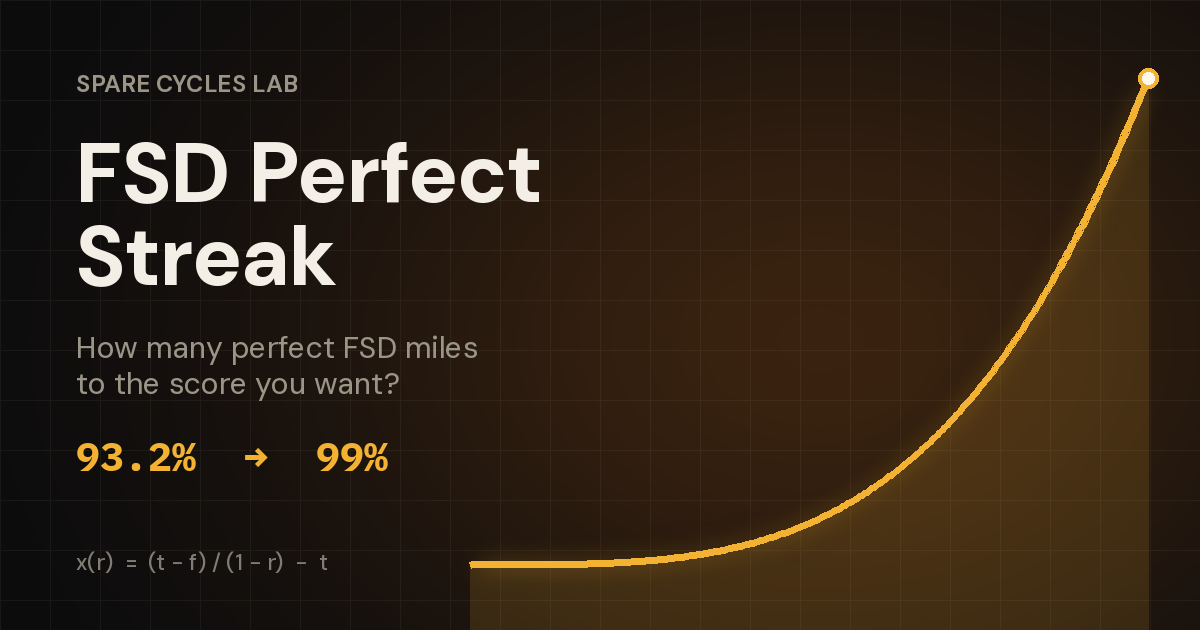 SPARE CYCLES LAB
FSD Perfect
Streak
How many perfect FSD miles
to the score you want?
93.2% → 99%
x(r) = (t − f) / (1 − r) − t